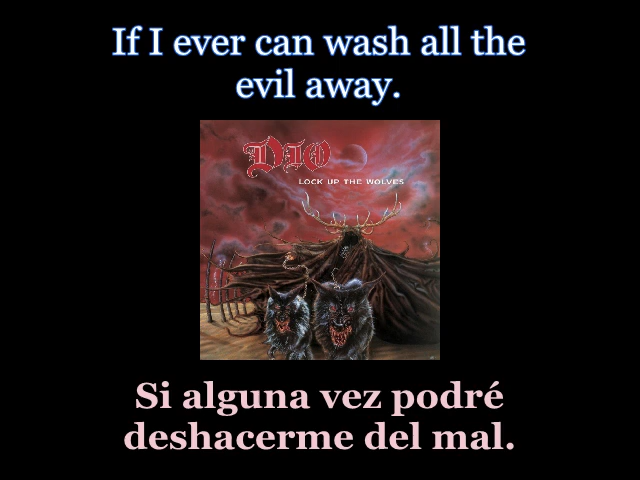 If I ever can wash all the
evil away.
DIO
LOCK UP THE WOLVES
Si alguna vez podré
deshacerme del mal.